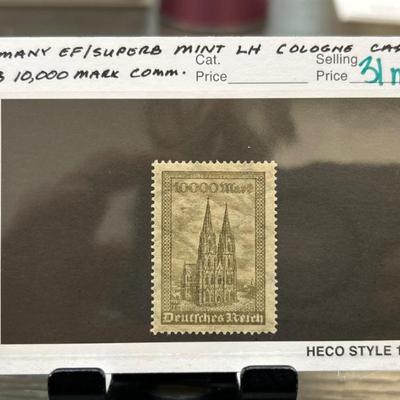 MANY EF/SUPERB MINT LH COLOGNE CA
10,000 MARK COMM. Cat. Price Selling Price 31
10000 Mark
Deutsches Reich
HECO STYLE 1